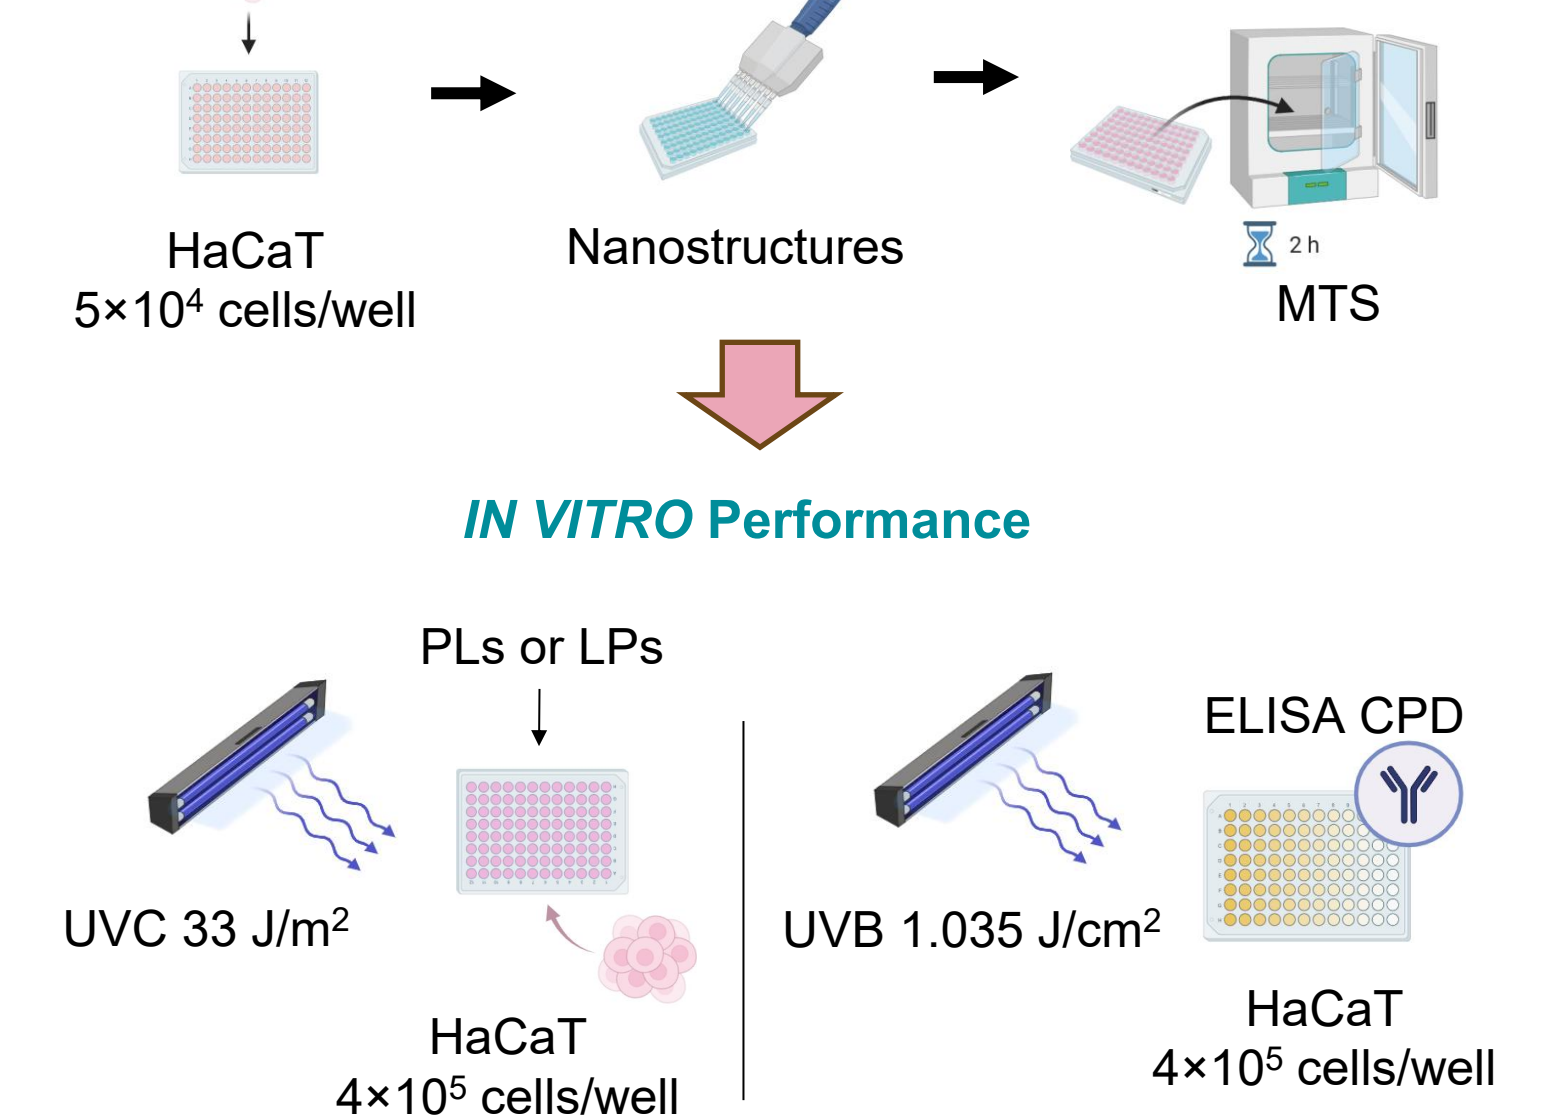 HaCaT
5×10⁴ cells/well
Nanostructures
2 h
MTS
IN VITRO Performance
PLs or LPs
UVC 33 J/m²
HaCaT
4×10⁵ cells/well
ELISA CPD
UVB 1.035 J/cm²
HaCaT
4×10⁵ cells/well